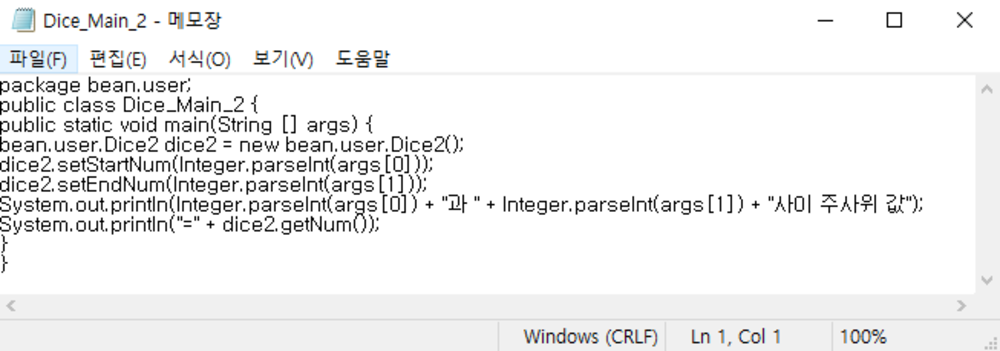 Dice_Main_2 - 메모장
파일(F) 편집(E) 서식(O) 보기(V) 도움말
package bean.user;
public class Dice_Main_2 {
public static void main(String [] args) {
bean.user.Dice2 dice2 = new bean.user.Dice2();
dice2.setStartNum(Integer.parseInt(args[0]));
dice2.setEndNum(Integer.parseInt(args[1]));
System.out.println(Integer.parseInt(args[0]) + "과 " + Integer.parseInt(args[1]) + "사이 주사위 값");
System.out.println("=" + dice2.getNum());
}
}
Windows (CRLF) Ln 1, Col 1 100%